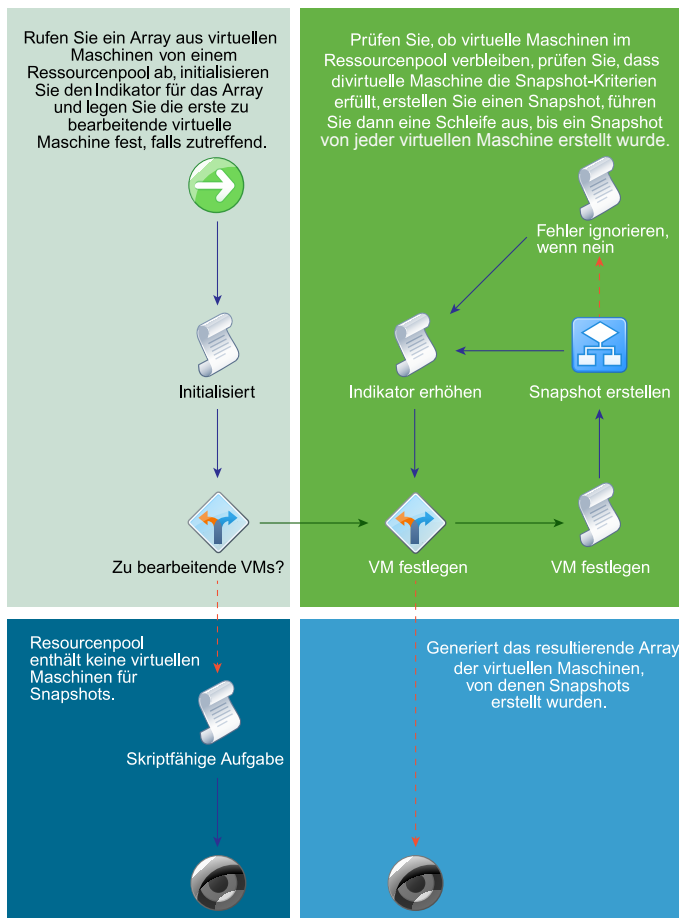 Rufen Sie ein Array aus virtuellen
Maschinen von einem
Ressourcenpool ab, initialisieren
Sie den Indikator für das Array
und legen Sie die erste zu
bearbeitende virtuelle
Maschine fest, falls zutreffend.
Initialisiert
Zu bearbeitende VMs?
Prüfen Sie, ob virtuelle Maschinen im
Ressourcenpool verbleiben, prüfen Sie, dass
divirtuelle Maschine die Snapshot-Kriterien
erfüllt, erstellen Sie einen Snapshot, führen
Sie dann eine Schleife aus, bis ein Snapshot
von jeder virtuellen Maschine erstellt wurde.
Fehler ignorieren,
wenn nein
Indikator erhöhen
Snapshot erstellen
VM festlegen
VM festlegen
Resourcenpool
enthält keine virtuellen
Maschinen für
Snapshots.
Skriptfähige Aufgabe
Generiert das resultierende Array
der virtuellen Maschinen,
von denen Snapshots
erstellt wurden.